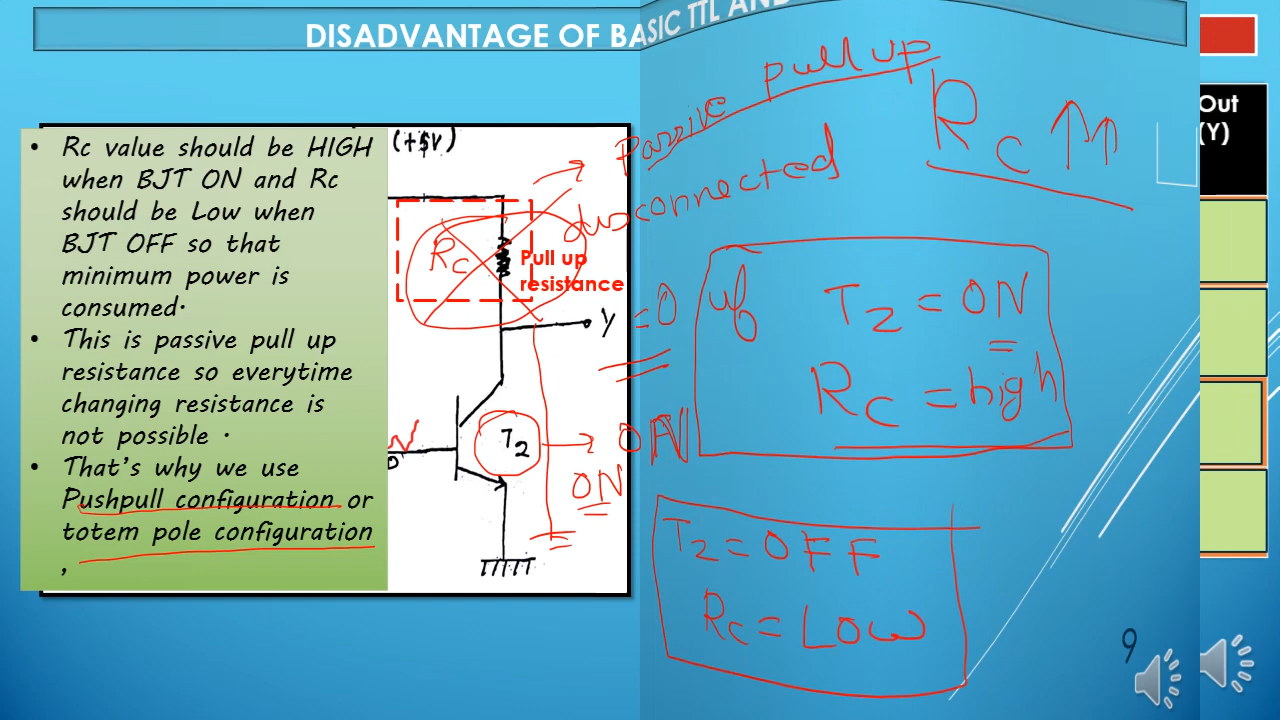 DISADVANTAGE OF BASIC TTL AND
Out
(Y)
• Rc value should be HIGH
when BJT ON and Rc
should be Low when
BJT OFF so that
minimum power is
consumed.
• This is passive pull up
resistance so everytime
changing resistance is
not possible .
• That's why we use
Pushpull configuration or
totem pole configuration
,
(+5V)
Rc
Pull up
resistance
Y
=0
T2
ON
ON
Passive pull up
disconnected
Rc ↑↑
if T2 = ON
Rc = high
T2 = OFF
Rc = LOW
9